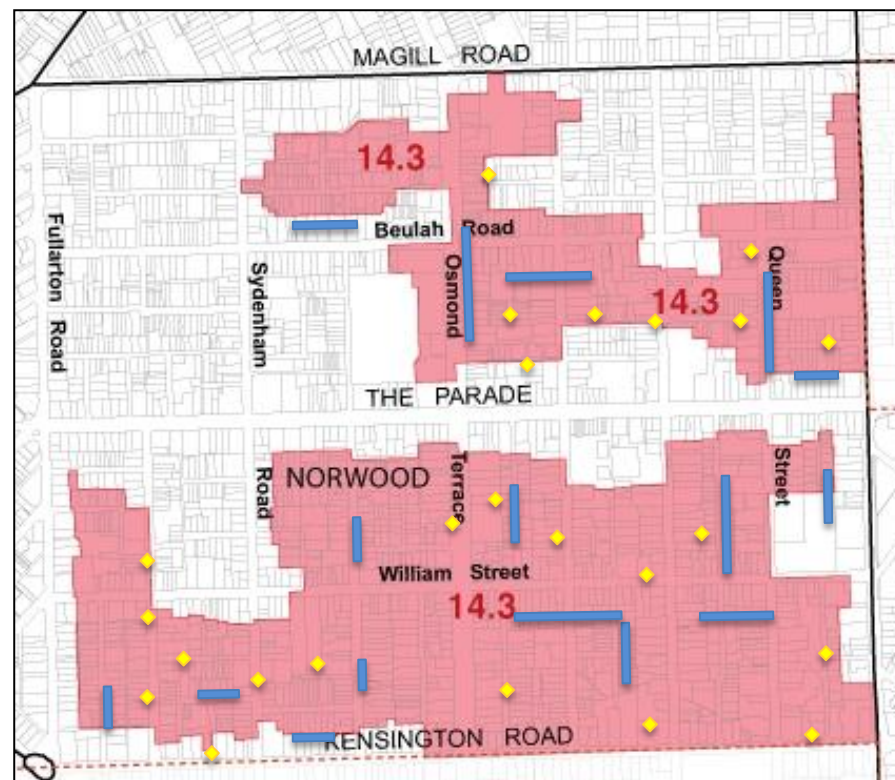 MAGILL ROAD
14.3
Fullarton Road
Sydenham
Beulah Road
Osmond
Queen
14.3
THE PARADE
Road
NORWOOD
Terrace
Street
William Street
14.3
KENSINGTON ROAD